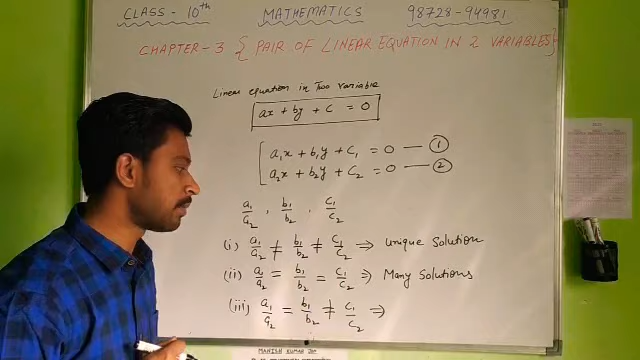 CLASS - 10th MATHEMATICS 98728-94981
CHAPTER-3 { PAIR OF LINEAR EQUATION IN 2 VARIABLES}
Linear equation in Two Variable
ax + by + c = 0
a₁x + b₁y + C₁ = 0 — ①
a₂x + b₂y + C₂ = 0 — ②
a₁/a₂ , b₁/b₂ , C₁/C₂
(i) a₁/a₂ ≠ b₁/b₂ ≠ C₁/C₂ ⇒ Unique Solution
(ii) a₁/a₂ = b₁/b₂ = C₁/C₂ ⇒ Many Solutions
(iii) a₁/a₂ = b₁/b₂ ≠ C₁/C₂ ⇒
MANISH KUMAR